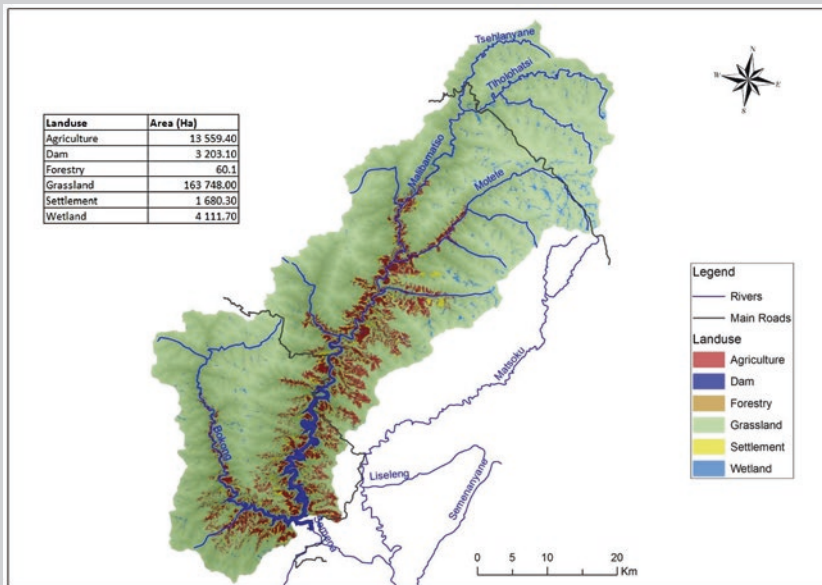 Tsehlanyane
Tlholohatsi
N
W E
S
Landuse Area (Ha)
Agriculture 13 559.40
Dam 3 203.10
Forestry 60.1
Grassland 163 748.00
Settlement 1 680.30
Wetland 4 111.70
Malibamatso
Motete
Legend
Rivers
Main Roads
Landuse
Agriculture
Dam
Forestry
Grassland
Settlement
Wetland
Matsoku
Bokong
Liseleng
Semenanyane
0 5 10 20
Km